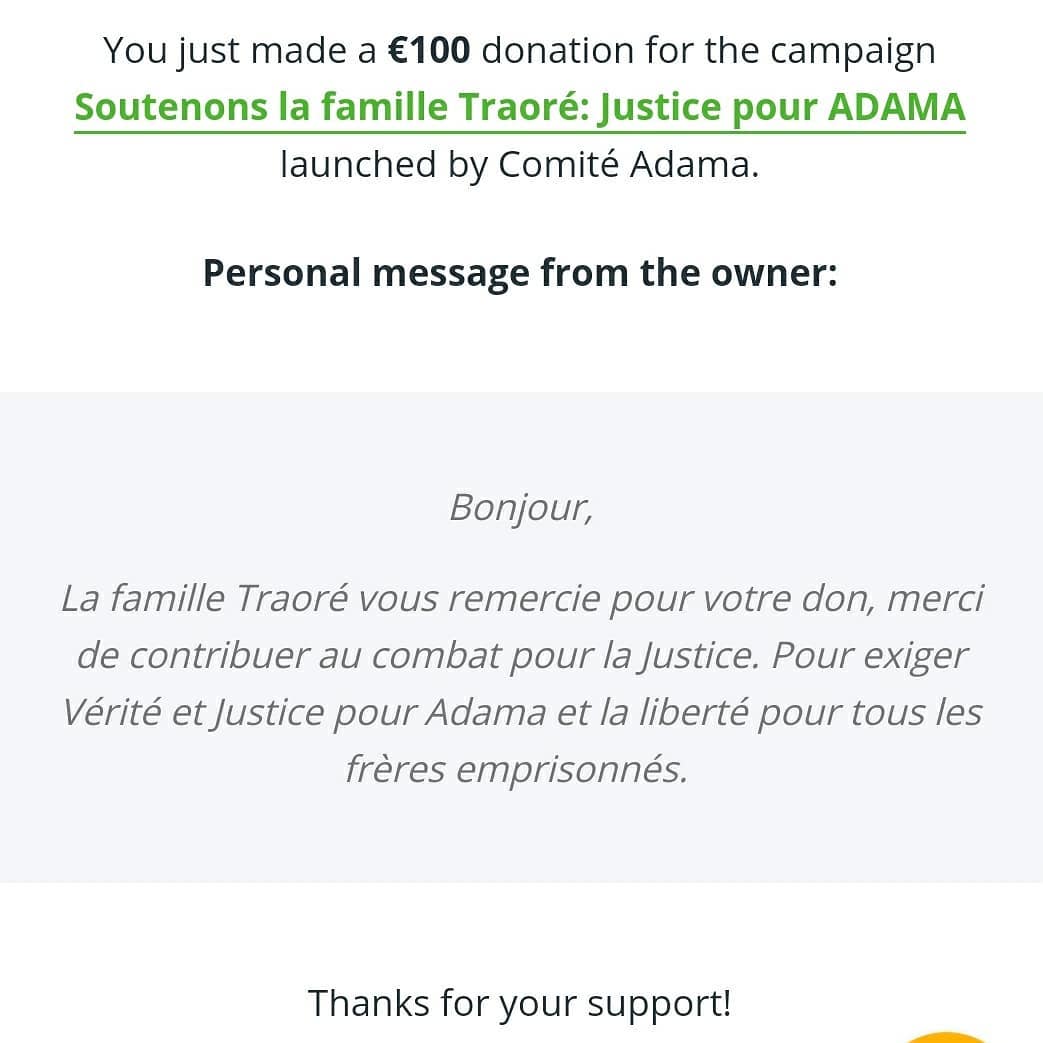 You just made a €100 donation for the campaign
Soutenons la famille Traoré: Justice pour ADAMA
launched by Comité Adama.
Personal message from the owner:
Bonjour,
La famille Traoré vous remercie pour votre don, merci
de contribuer au combat pour la Justice. Pour exiger
Vérité et Justice pour Adama et la liberté pour tous les
frères emprisonnés.
Thanks for your support!